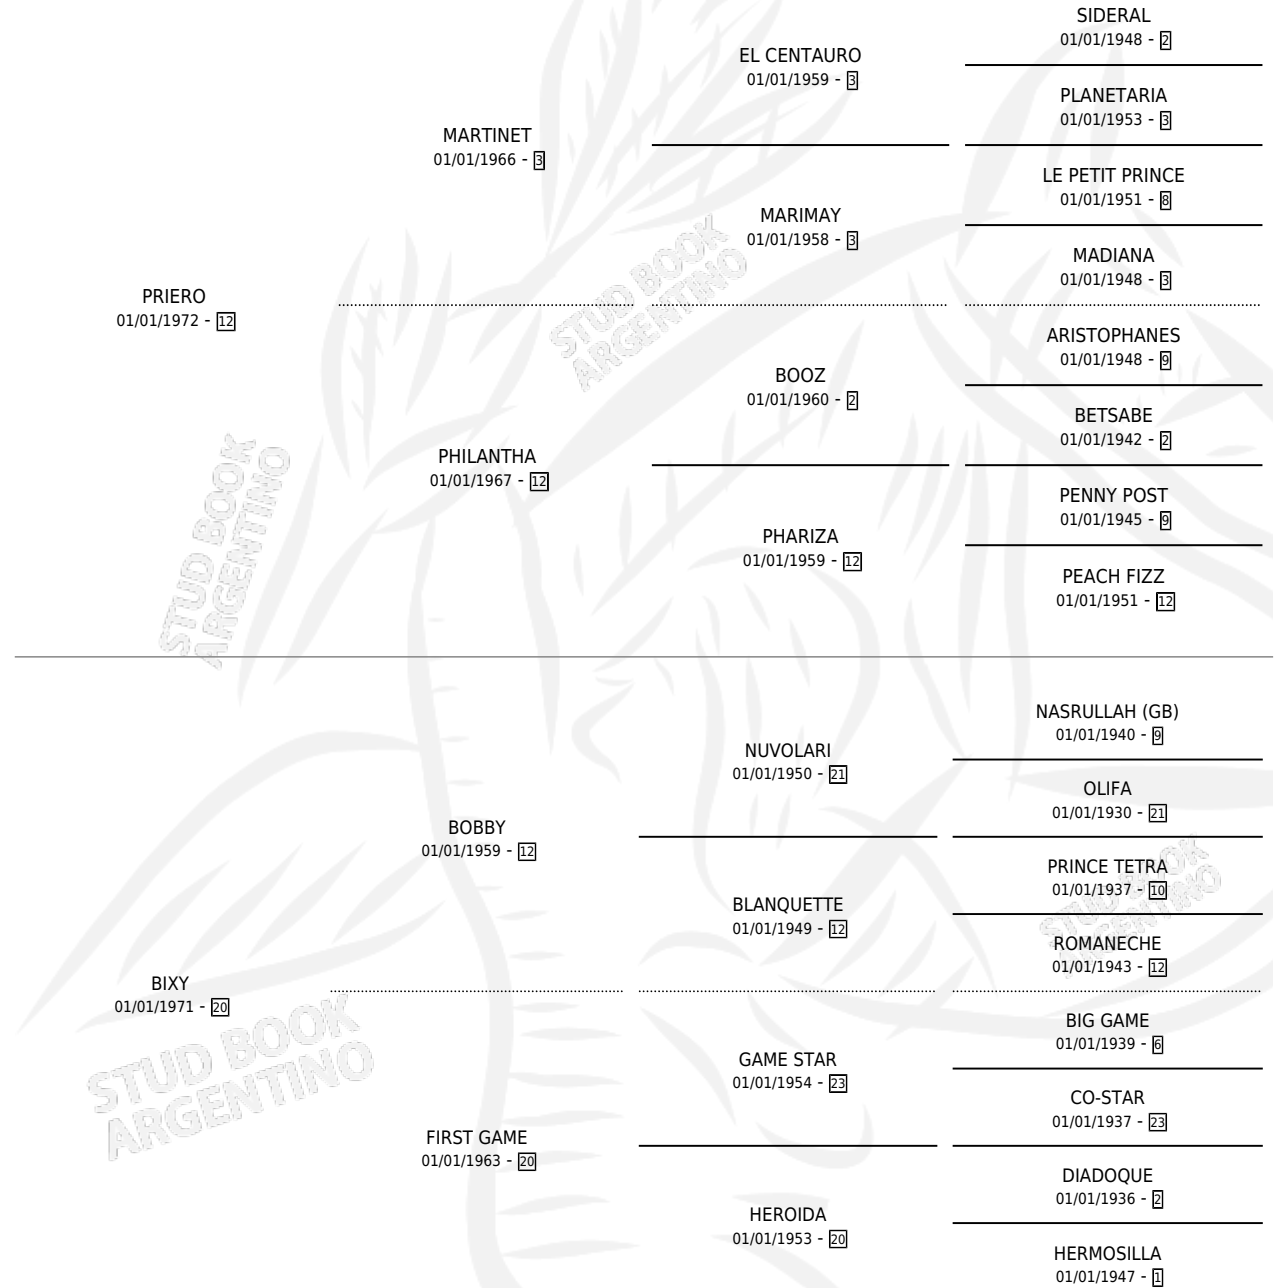 SIDERAL
01/01/1948 - 2
EL CENTAURO
01/01/1959 - 3
PLANETARIA
01/01/1953 - 3
MARTINET
01/01/1966 - 3
LE PETIT PRINCE
01/01/1951 - 8
MARIMAY
01/01/1958 - 3
MADIANA
01/01/1948 - 3
PRIERO
01/01/1972 - 12
ARISTOPHANES
01/01/1948 - 9
BOOZ
01/01/1960 - 2
BETSABE
01/01/1942 - 2
PHILANTHA
01/01/1967 - 12
PENNY POST
01/01/1945 - 9
PHARIZA
01/01/1959 - 12
PEACH FIZZ
01/01/1951 - 12
NASRULLAH (GB)
01/01/1940 - 9
NUVOLARI
01/01/1950 - 21
OLIFA
01/01/1930 - 21
BOBBY
01/01/1959 - 12
PRINCE TETRA
01/01/1937 - 10
BLANQUETTE
01/01/1949 - 12
ROMANECHE
01/01/1943 - 12
BIXY
01/01/1971 - 20
BIG GAME
01/01/1939 - 6
GAME STAR
01/01/1954 - 23
CO-STAR
01/01/1937 - 23
FIRST GAME
01/01/1963 - 20
DIADOQUE
01/01/1936 - 2
HEROIDA
01/01/1953 - 20
HERMOSILLA
01/01/1947 - 1
STUD BOOK
ARGENTINO
STUD BOOK
ARGENTINO
STUD BOOK
ARGENTINO
STUD BOOK
ARGENTINO